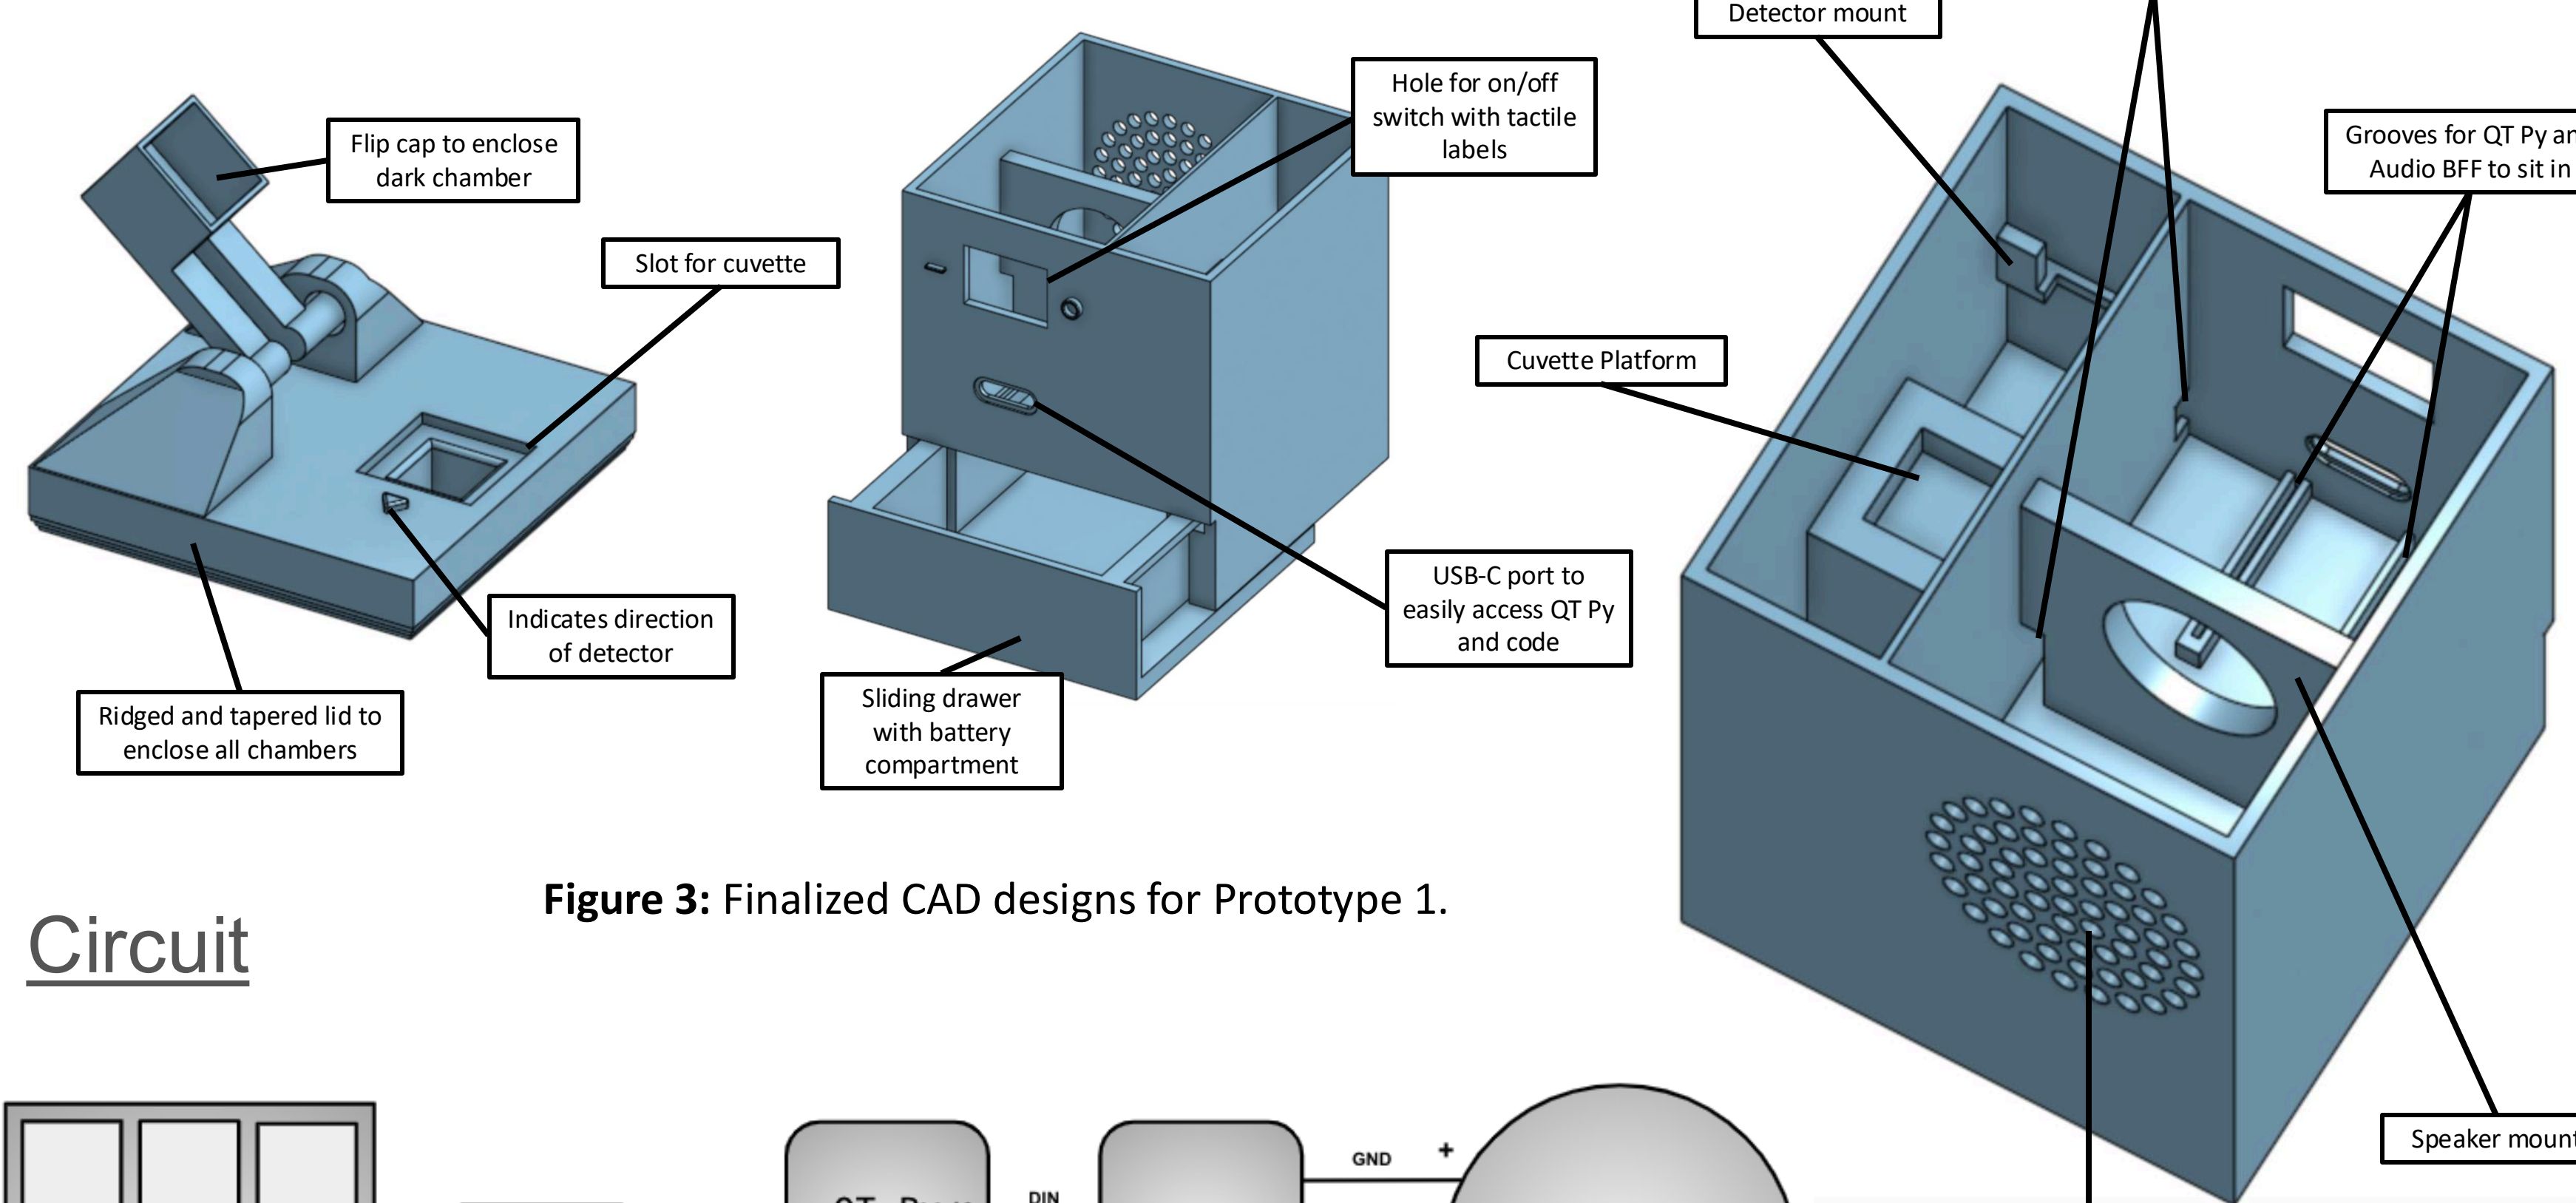 Detector mount
Hole for on/off
switch with tactile
labels
Flip cap to enclose
dark chamber
Grooves for QT Py
Audio BFF to sit in
Slot for cuvette
Cuvette Platform
USB-C port to
easily access QT Py
and code
Indicates direction
of detector
Sliding drawer
with battery
compartment
Ridged and tapered lid to
enclose all chambers
Figure 3: Finalized CAD designs for Prototype 1.
Circuit
Speaker mount
GND +
DIN